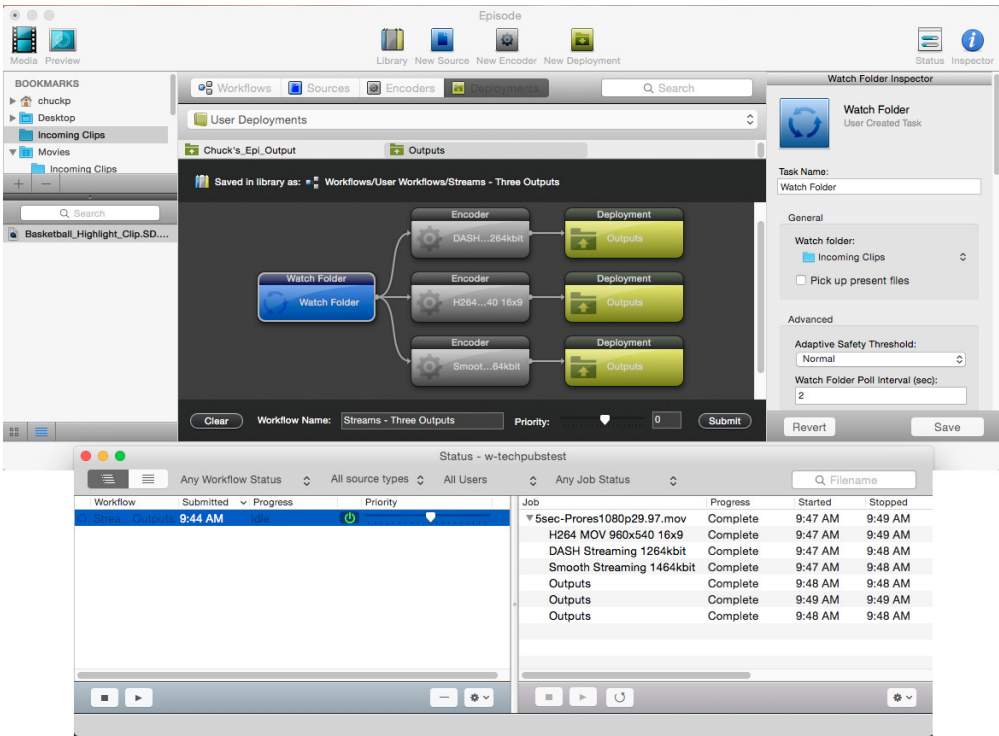 Episode
Media Preview
Library New Source New Encoder New Deployment
Status Inspector
BOOKMARKS
chuckp
Desktop
Incoming Clips
Movies
Incoming Clips
Search
Basketball_Highlight_Clip.SD....
Workflows Sources Encoders Deployments
Search
User Deployments
Chuck's_Epi_Output Outputs
Saved in library as: Workflows/User Workflows/Streams - Three Outputs
Watch Folder
Watch Folder
Encoder
DASH...264kbit
Deployment
Outputs
Encoder
H264....40 16x9
Deployment
Outputs
Encoder
Smoot...64kbit
Deployment
Outputs
Clear Workflow Name: Streams - Three Outputs Priority: 0 Submit
Watch Folder Inspector
Watch Folder
User Created Task
Task Name:
Watch Folder
General
Watch folder:
Incoming Clips
Pick up present files
Advanced
Adaptive Safety Threshold:
Normal
Watch Folder Poll Interval (sec):
2
Revert Save
Status - w-techpubstest
Any Workflow Status All source types All Users Any Job Status Filename
Workflow Submitted Progress Priority
Strea...Outputs 9:44 AM Idle
Job Progress Started Stopped
5sec-Prores1080p29.97.mov Complete 9:47 AM 9:49 AM
H264 MOV 960x540 16x9 Complete 9:47 AM 9:49 AM
DASH Streaming 1264kbit Complete 9:47 AM 9:48 AM
Smooth Streaming 1464kbit Complete 9:47 AM 9:48 AM
Outputs Complete 9:48 AM 9:48 AM
Outputs Complete 9:49 AM 9:49 AM
Outputs Complete 9:48 AM 9:48 AM